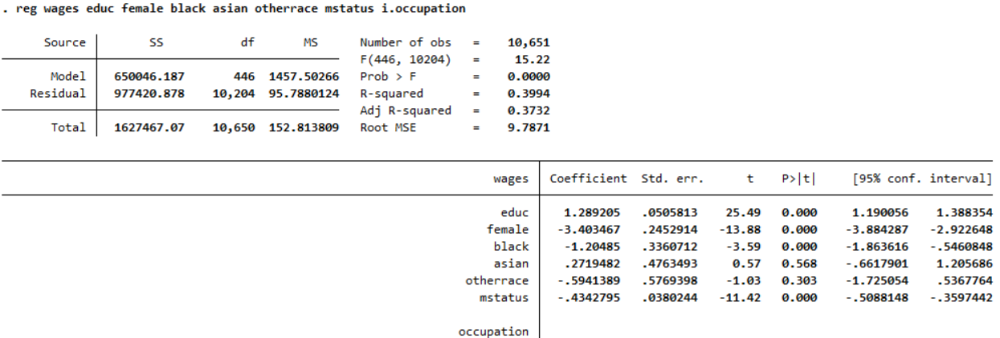 . reg wages educ female black asian otherrace mstatus i.occupation
Source SS df MS Number of obs = 10,651
F(446, 10204) = 15.22
Model 650046.187 446 1457.50266 Prob > F = 0.0000
Residual 977420.878 10,204 95.7880124 R-squared = 0.3994
Adj R-squared = 0.3732
Total 1627467.07 10,650 152.813809 Root MSE = 9.7871
wages Coefficient Std. err. t P>|t| [95% conf. interval]
educ 1.289205 .0505813 25.49 0.000 1.190056 1.388354
female -3.403467 .2452914 -13.88 0.000 -3.884287 -2.922648
black -1.20485 .3360712 -3.59 0.000 -1.863616 -.5460848
asian .2719482 .4763493 0.57 0.568 -.6617901 1.205686
otherrace -.5941389 .5769398 -1.03 0.303 -1.725054 .5367764
mstatus -.4342795 .0380244 -11.42 0.000 -.5088148 -.3597442
occupation